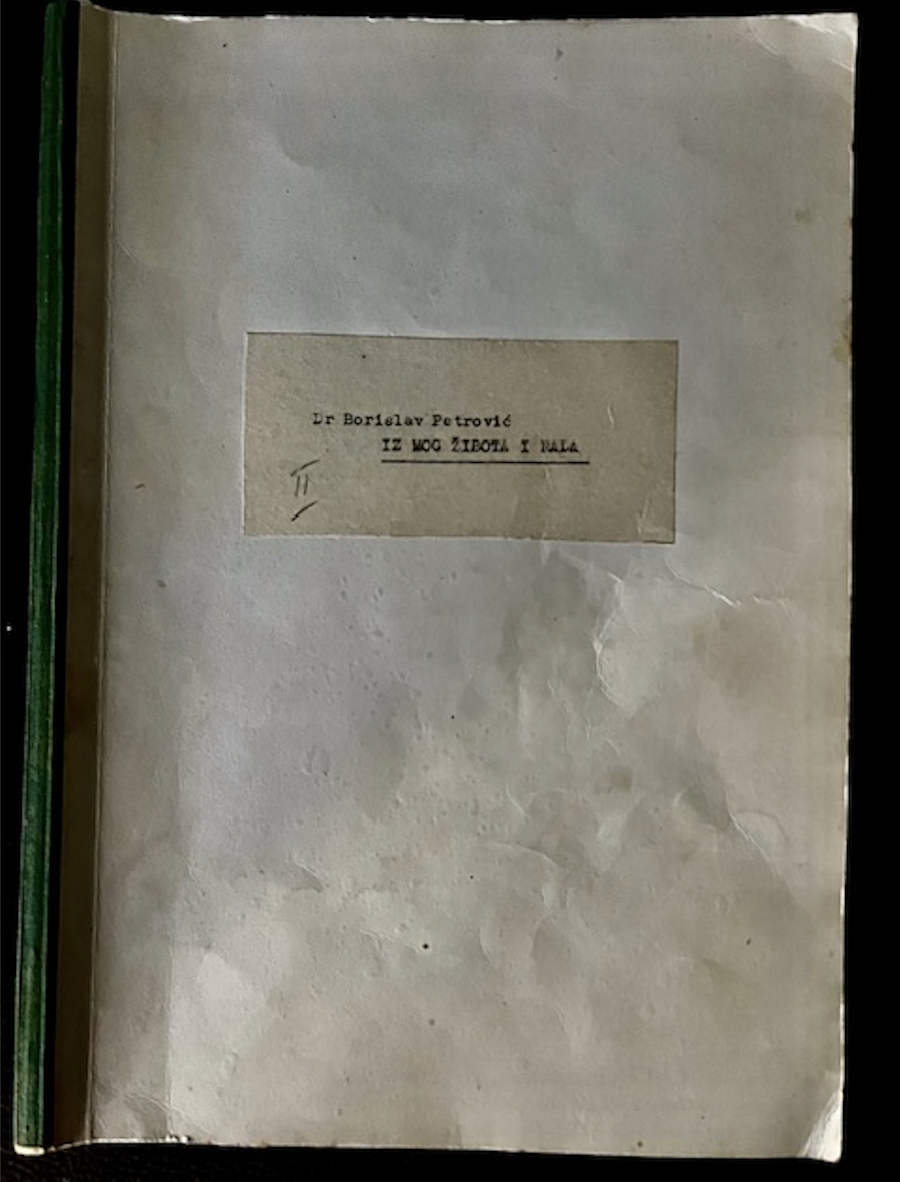 Dr Borislav Petrović
IZ MOG ŽIVOTA I RADA
II